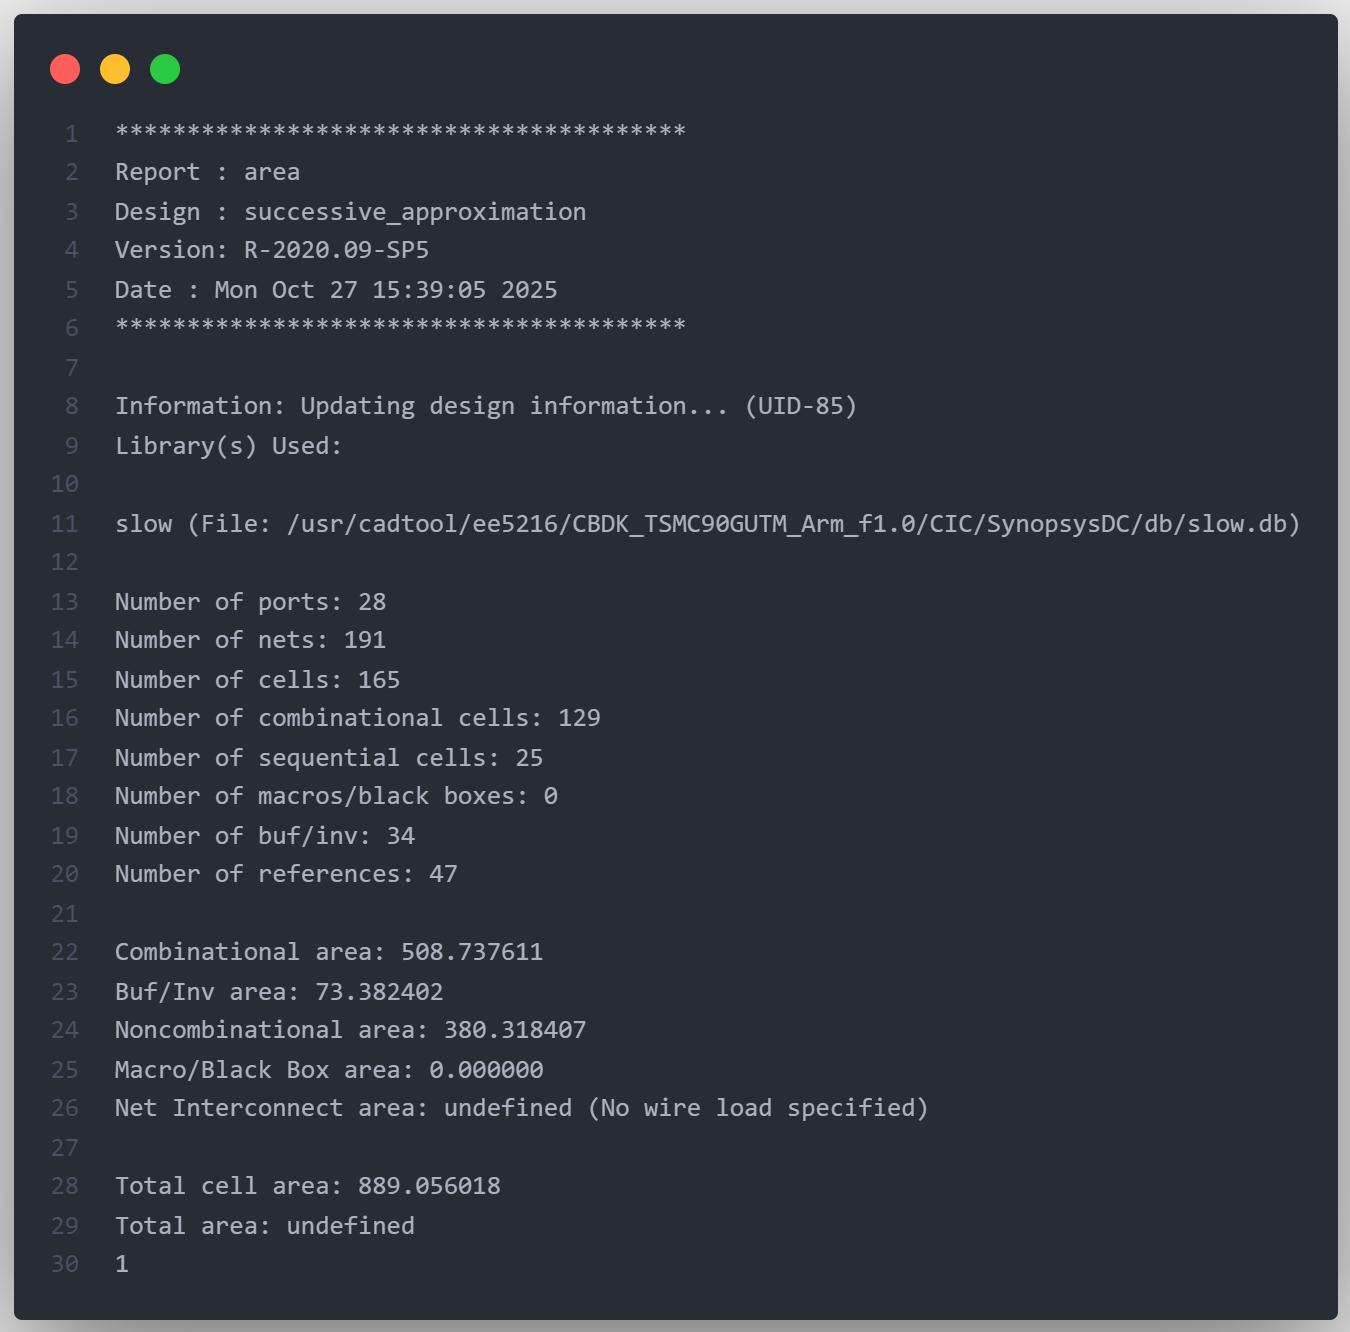 1 ****************************************
2 Report : area
3 Design : successive_approximation
4 Version: R-2020.09-SP5
5 Date : Mon Oct 27 15:39:05 2025
6 ****************************************
7
8 Information: Updating design information... (UID-85)
9 Library(s) Used:
10
11 slow (File: /usr/cadtool/ee5216/CBDK_TSMC90GUTM_Arm_f1.0/CIC/SynopsysDC/db/slow.db)
12
13 Number of ports: 28
14 Number of nets: 191
15 Number of cells: 165
16 Number of combinational cells: 129
17 Number of sequential cells: 25
18 Number of macros/black boxes: 0
19 Number of buf/inv: 34
20 Number of references: 47
21
22 Combinational area: 508.737611
23 Buf/Inv area: 73.382402
24 Noncombinational area: 380.318407
25 Macro/Black Box area: 0.000000
26 Net Interconnect area: undefined (No wire load specified)
27
28 Total cell area: 889.056018
29 Total area: undefined
30 1